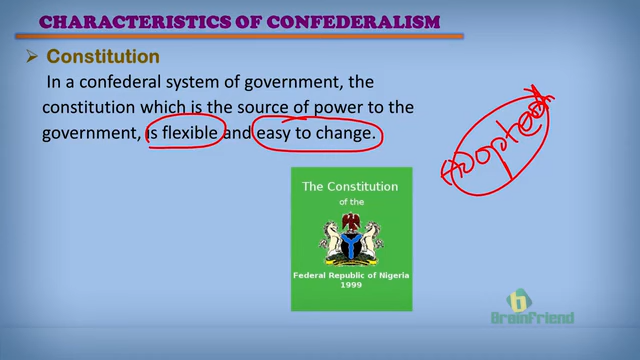 CHARACTERISTICS OF CONFEDERALISM
Constitution
In a confederal system of government, the
constitution which is the source of power to the
government, is flexible and easy to change.
Adopted
The Constitution
of the
Federal Republic of Nigeria
1999
BrainFriend